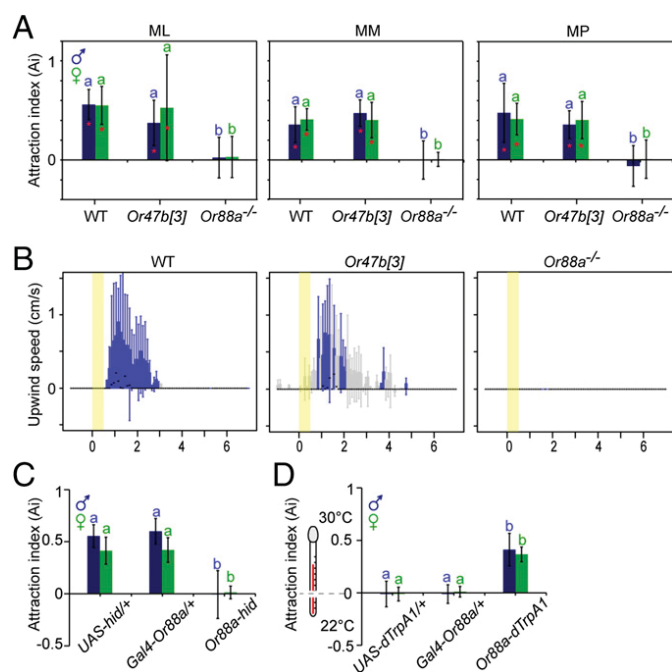 A
ML
MM
MP
Attraction index (Ai)
1
0
♂
♀
a a a a b b
a a a a b b
a a a a b b
WT Or47b[3] Or88a-/-
WT Or47b[3] Or88a-/-
WT Or47b[3] Or88a-/-
B
WT
Or47b[3]
Or88a-/-
Upwind speed (cm/s)
1
0
0 2 4 6
0 2 4 6
0 2 4 6
C
Attraction index (Ai)
1
0.5
0
-0.5
♂
♀
a a a a b b
UAS-hid/+
Gal4-Or88a/+
Or88a-hid
D
Attraction index (Ai)
30°C
22°C
1
0.5
0
-0.5
♂
♀
a a a a b b
UAS-dTrpA1/+
Gal4-Or88a/+
Or88a-dTrpA1